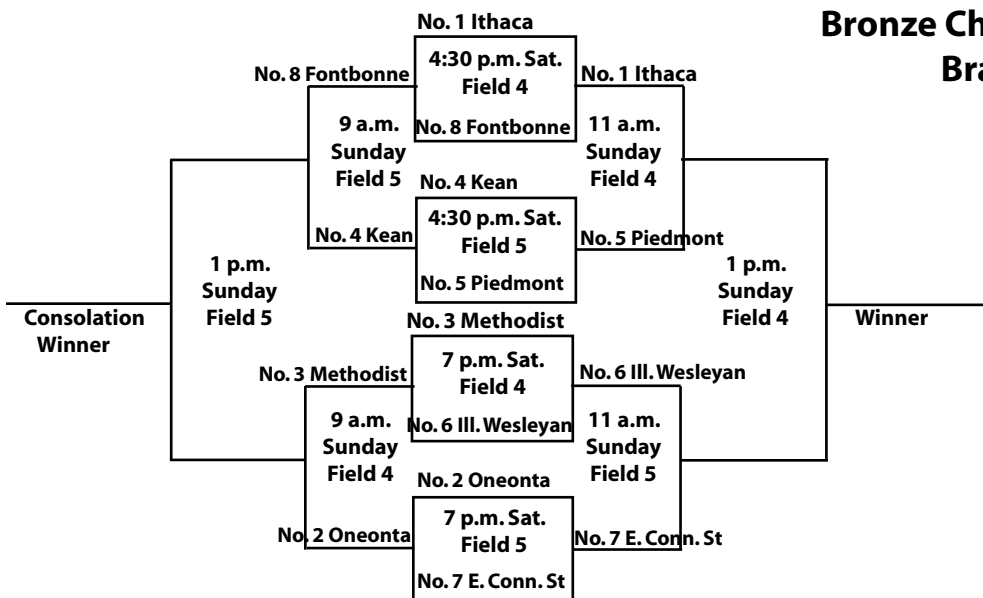 Bronze Ch
Bra
No. 1 Ithaca
4:30 p.m. Sat.
Field 4
No. 8 Fontbonne
No. 8 Fontbonne
No. 1 Ithaca
9 a.m.
Sunday
Field 5
11 a.m.
Sunday
Field 4
No. 4 Kean
4:30 p.m. Sat.
Field 5
No. 5 Piedmont
No. 4 Kean
No. 5 Piedmont
1 p.m.
Sunday
Field 5
1 p.m.
Sunday
Field 4
Consolation
Winner
Winner
No. 3 Methodist
7 p.m. Sat.
Field 4
No. 6 Ill. Wesleyan
No. 3 Methodist
No. 6 Ill. Wesleyan
9 a.m.
Sunday
Field 4
11 a.m.
Sunday
Field 5
No. 2 Oneonta
7 p.m. Sat.
Field 5
No. 7 E. Conn. St
No. 2 Oneonta
No. 7 E. Conn. St